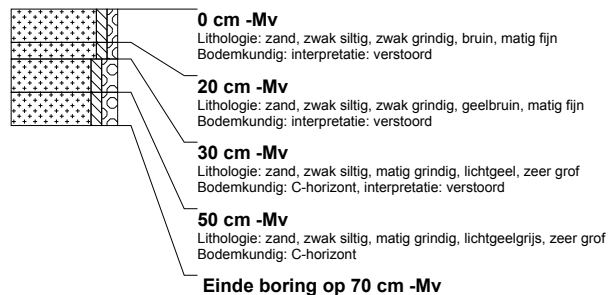 0 cm -Mv
Lithologie: zand, zwak siltig, zwak grindig, bruin, matig fijn
Bodemkundig: interpretatie: verstoord
20 cm -Mv
Lithologie: zand, zwak siltig, zwak grindig, geelbruin, matig fijn
Bodemkundig: interpretatie: verstoord
30 cm -Mv
Lithologie: zand, zwak siltig, matig grindig, lichtgeel, zeer grof
Bodemkundig: C-horizont, interpretatie: verstoord
50 cm -Mv
Lithologie: zand, zwak siltig, matig grindig, lichtgeelgrijs, zeer grof
Bodemkundig: C-horizont
Einde boring op 70 cm -Mv